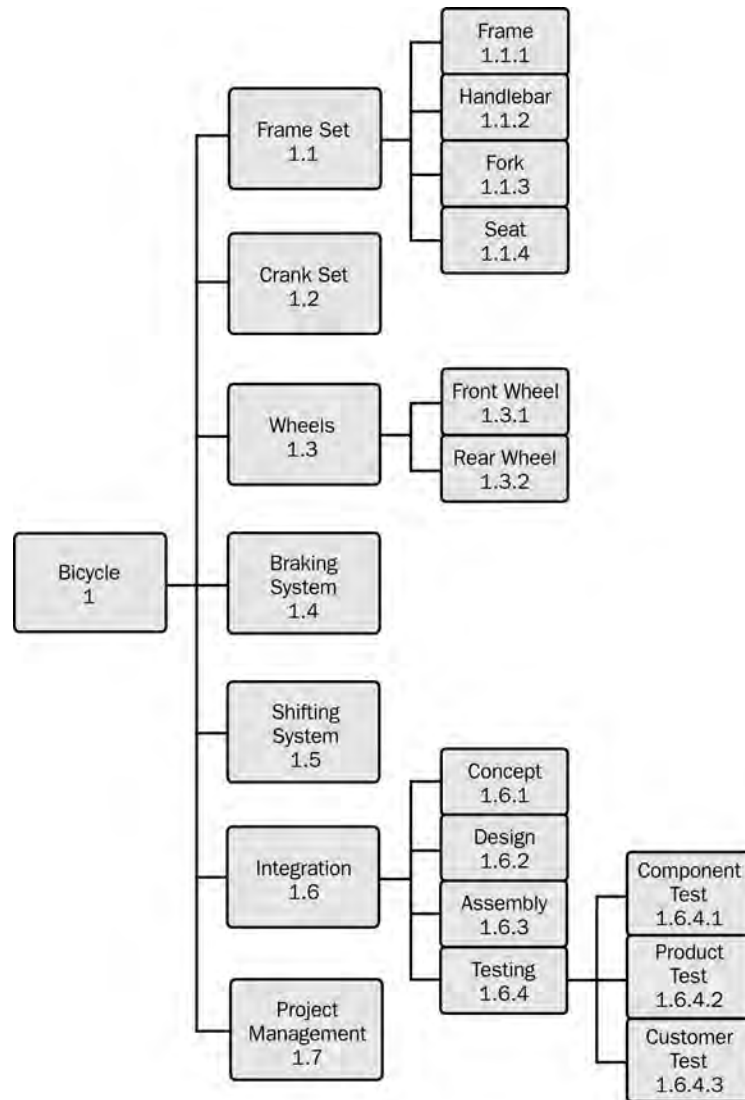 Bicycle
1
Frame Set
1.1
Frame
1.1.1
Handlebar
1.1.2
Fork
1.1.3
Seat
1.1.4
Crank Set
1.2
Wheels
1.3
Front Wheel
1.3.1
Rear Wheel
1.3.2
Braking
System
1.4
Shifting
System
1.5
Integration
1.6
Concept
1.6.1
Design
1.6.2
Assembly
1.6.3
Testing
1.6.4
Component
Test
1.6.4.1
Product
Test
1.6.4.2
Customer
Test
1.6.4.3
Project
Management
1.7